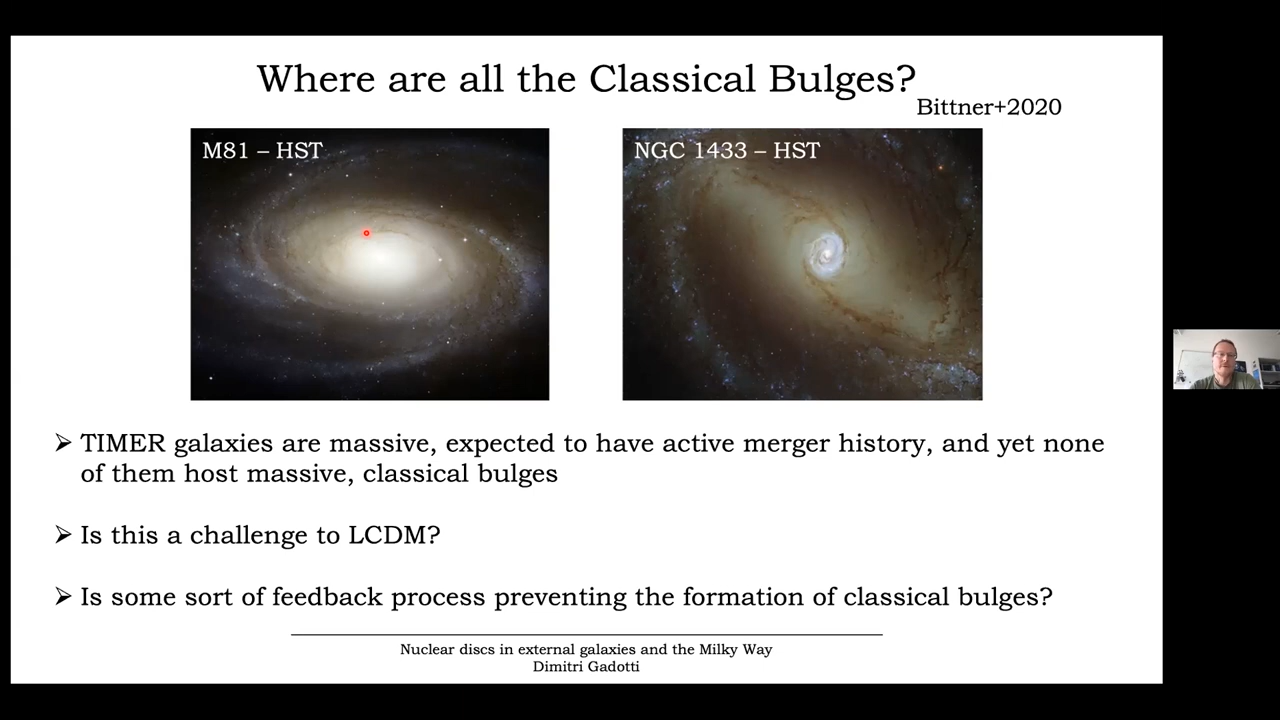 Where are all the Classical Bulges?
Bittner+2020
M81 – HST
NGC 1433 – HST
➢ TIMER galaxies are massive, expected to have active merger history, and yet none
of them host massive, classical bulges
➢ Is this a challenge to LCDM?
➢ Is some sort of feedback process preventing the formation of classical bulges?
Nuclear discs in external galaxies and the Milky Way
Dimitri Gadotti